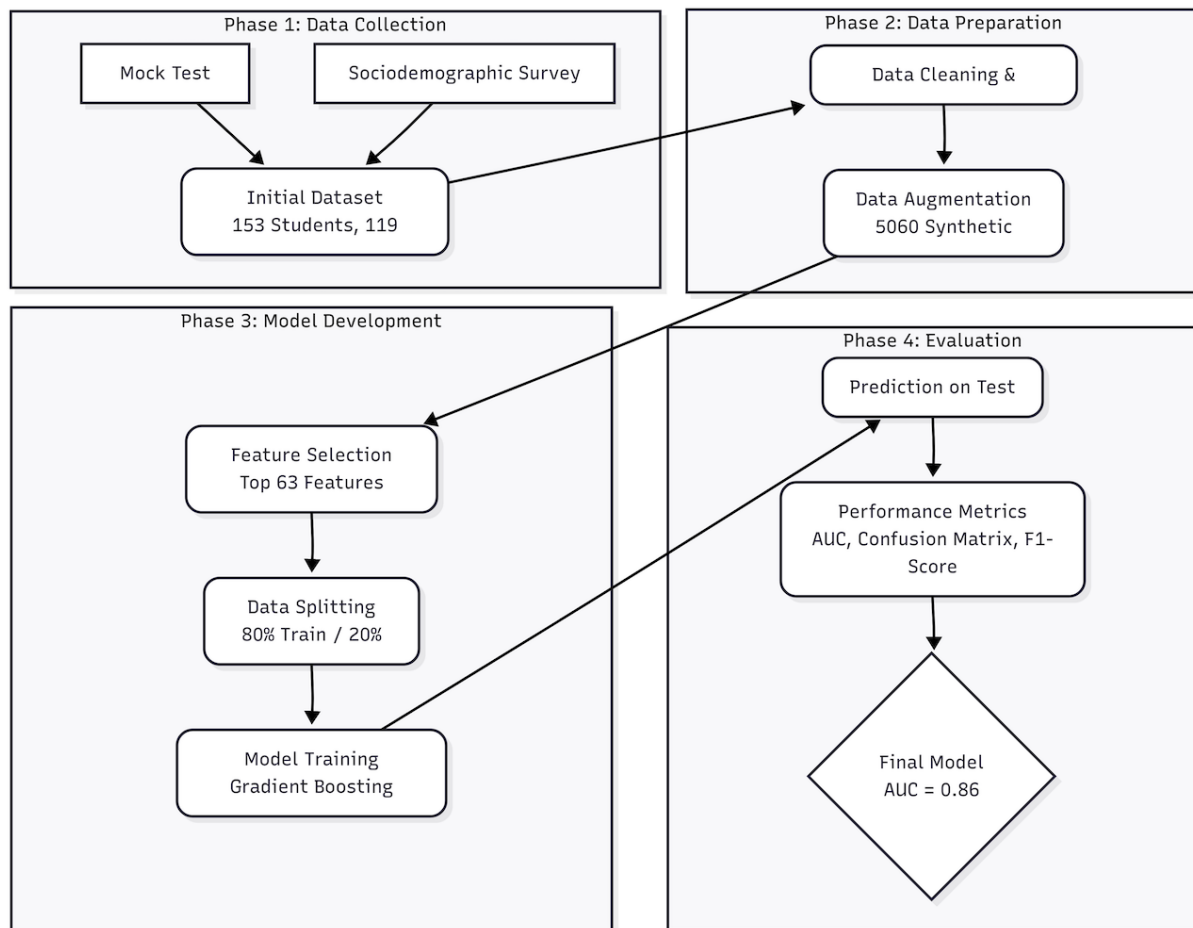 Phase 1: Data Collection
Mock Test
Sociodemographic Survey
Initial Dataset
153 Students, 119
Phase 2: Data Preparation
Data Cleaning &
Data Augmentation
5060 Synthetic
Phase 3: Model Development
Feature Selection
Top 63 Features
Data Splitting
80% Train / 20%
Model Training
Gradient Boosting
Phase 4: Evaluation
Prediction on Test
Performance Metrics
AUC, Confusion Matrix, F1-
Score
Final Model
AUC = 0.86